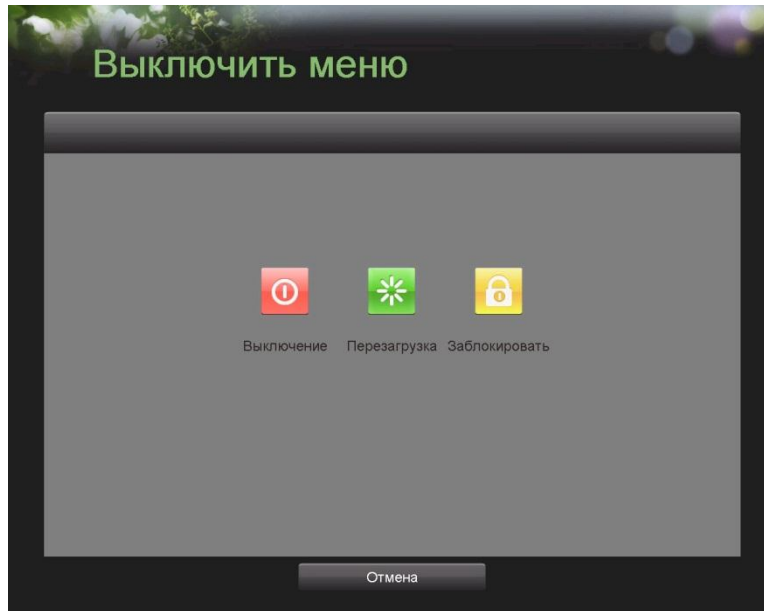 Выключить меню
Выключение Перезагрузка Заблокировать
Отмена